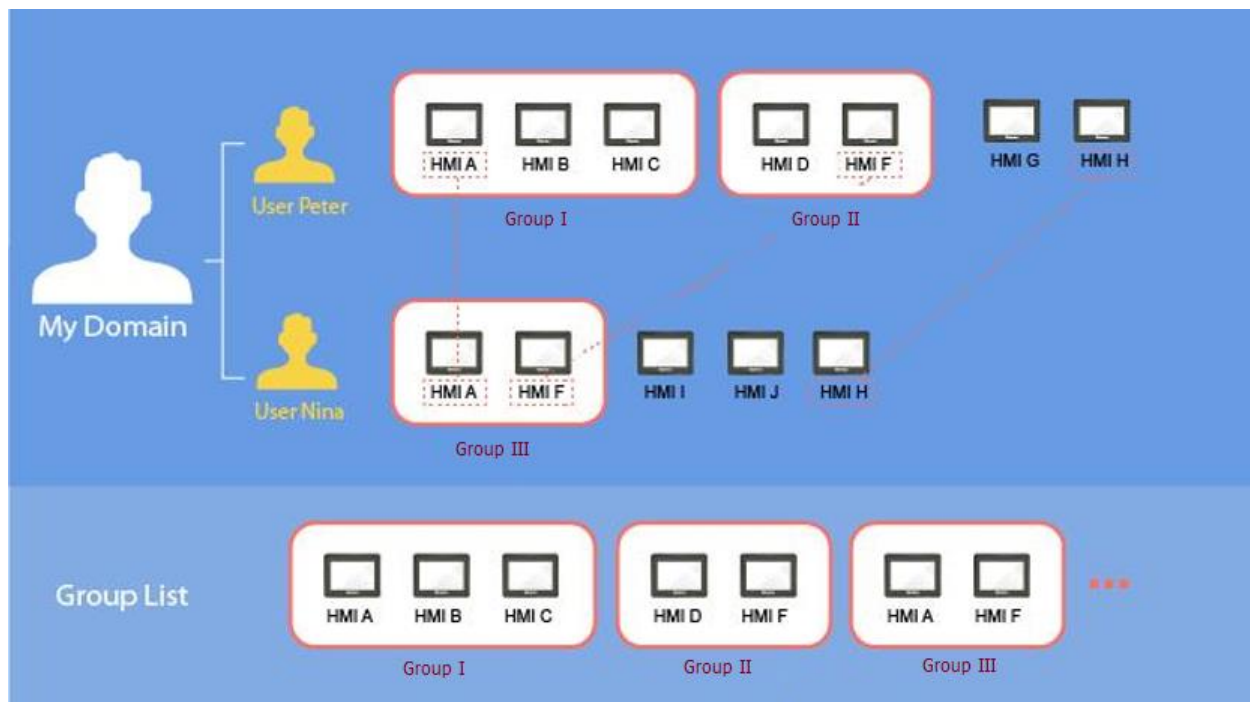 HMI A HMI B HMI C HMI D HMI F HMI G HMI H
User Peter
Group I Group II
My Domain
HMI A HMI F HMI I HMI J HMI H
User Nina
Group III
Group List
HMI A HMI B HMI C HMI D HMI F HMI A HMI F
Group I Group II Group III